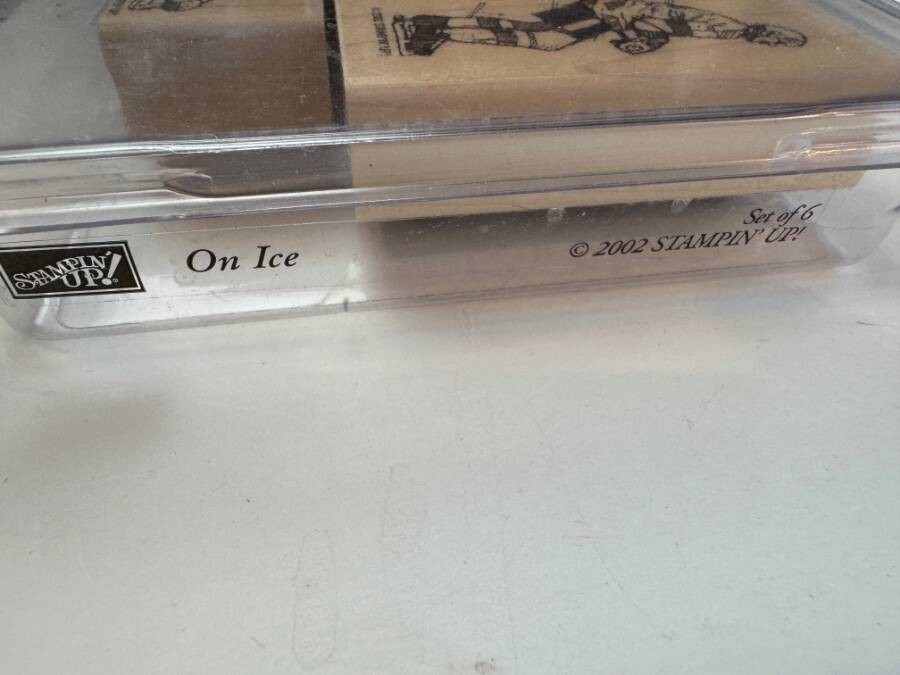 STAMPIN' UP!
On Ice
Set of 6
© 2002 STAMPIN' UP!